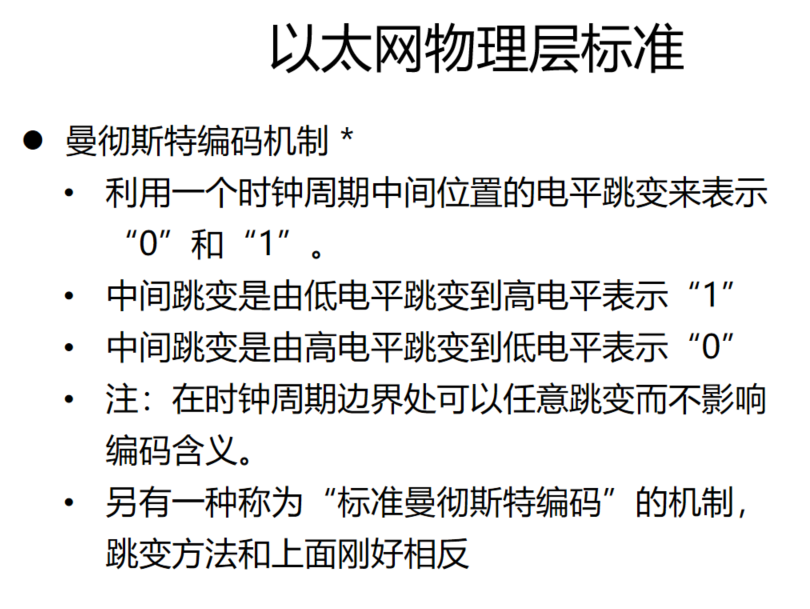 以太网物理层标准
● 曼彻斯特编码机制 *
• 利用一个时钟周期中间位置的电平跳变来表示
“0”和“1”。
• 中间跳变是由低电平跳变到高电平表示“1”
• 中间跳变是由高电平跳变到低电平表示“0”
• 注：在时钟周期边界处可以任意跳变而不影响
编码含义。
• 另有一种称为“标准曼彻斯特编码”的机制，
跳变方法和上面刚好相反